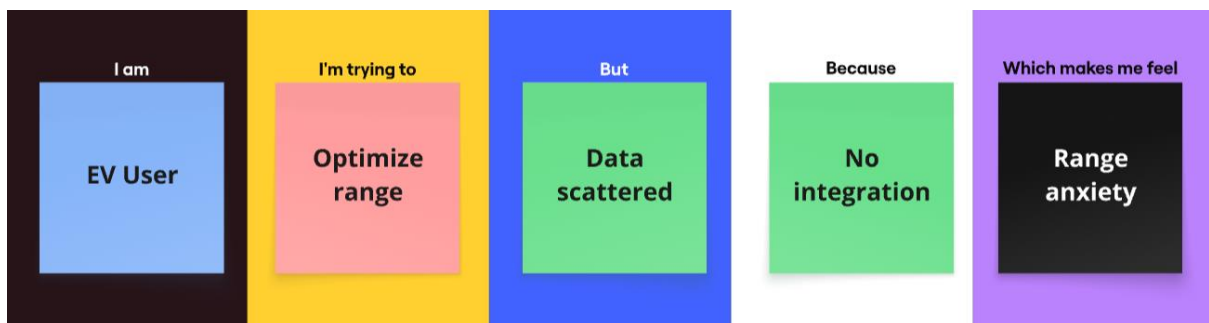 I am
EV User
I'm trying to
Optimize
range
But
Data
scattered
Because
No
integration
Which makes me feel
Range
anxiety